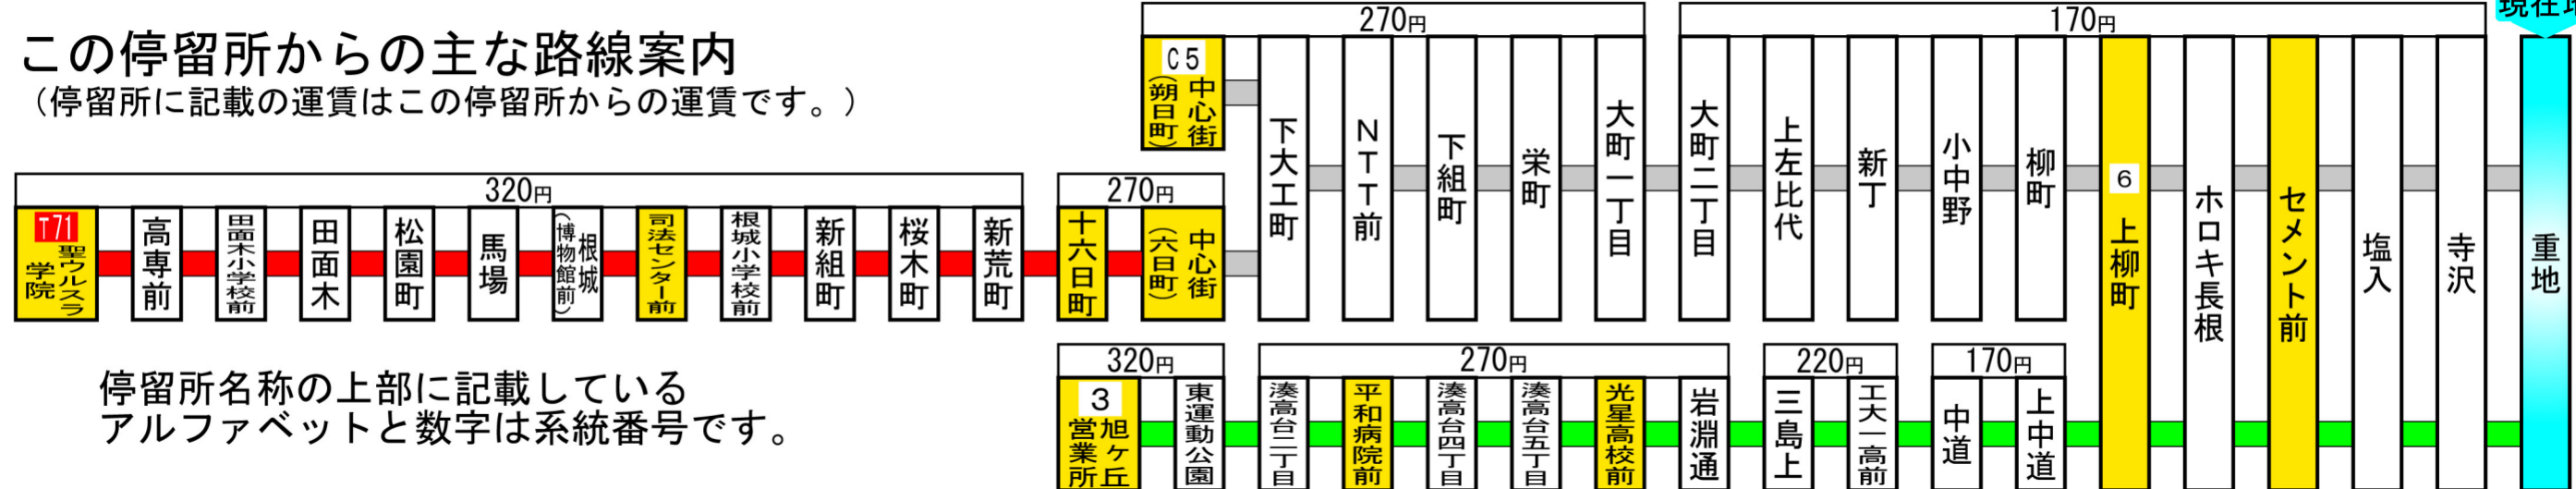 この停留所からの主な路線案内
（停留所に記載の運賃はこの停留所からの運賃です。）
270円
170円
現在地
C5
中心街
（朔日町）
下大工町
NTT前
下組町
栄町
大町一丁目
大町二丁目
上左比代
新丁
小中野
柳町
6
上柳町
ホロキ長根
セメント前
塩入
寺沢
重地
320円
270円
T71
聖ウルスラ
学院
高専前
田面木小学校前
田面木
松園町
馬場
根城
（博物館前）
司法センター前
根城小学校前
新組町
桜木町
新荒町
十六日町
中心街
（六日町）
停留所名称の上部に記載している
アルファベットと数字は系統番号です。
320円
270円
220円
170円
3
旭ヶ丘
営業所
東運動公園
湊高台二丁目
平和病院前
湊高台四丁目
湊高台五丁目
光星高校前
岩淵通
三島上
工大一高前
中道
上中道